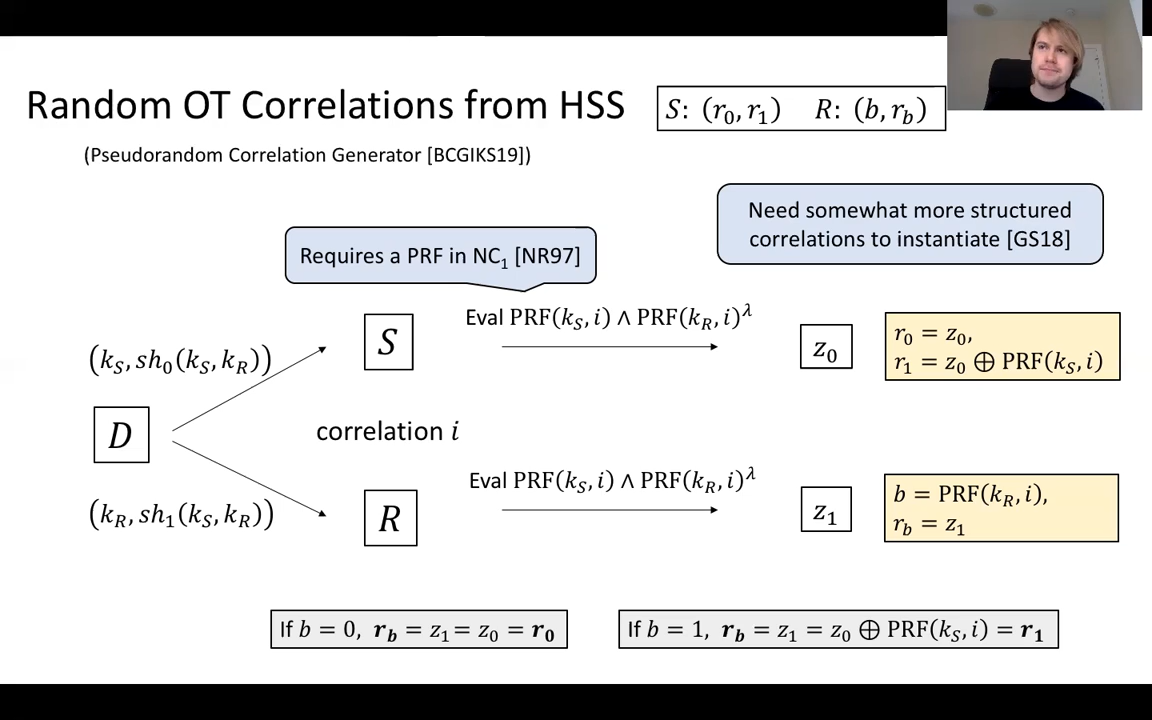 Random OT Correlations from HSS
S: (r₀, r₁) R: (b, r_b)
(Pseudorandom Correlation Generator [BCGIKS19])
Need somewhat more structured
correlations to instantiate [GS18]
Requires a PRF in NC₁ [NR97]
Eval PRF(k_S, i) ∧ PRF(k_R, i)^λ
(k_S, sh₀(k_S, k_R))
S
z₀
r₀ = z₀,
r₁ = z₀ ⊕ PRF(k_S, i)
D
correlation i
Eval PRF(k_S, i) ∧ PRF(k_R, i)^λ
(k_R, sh₁(k_S, k_R))
R
z₁
b = PRF(k_R, i),
r_b = z₁
If b = 0, r_b = z₁ = z₀ = r₀
If b = 1, r_b = z₁ = z₀ ⊕ PRF(k_S, i) = r₁